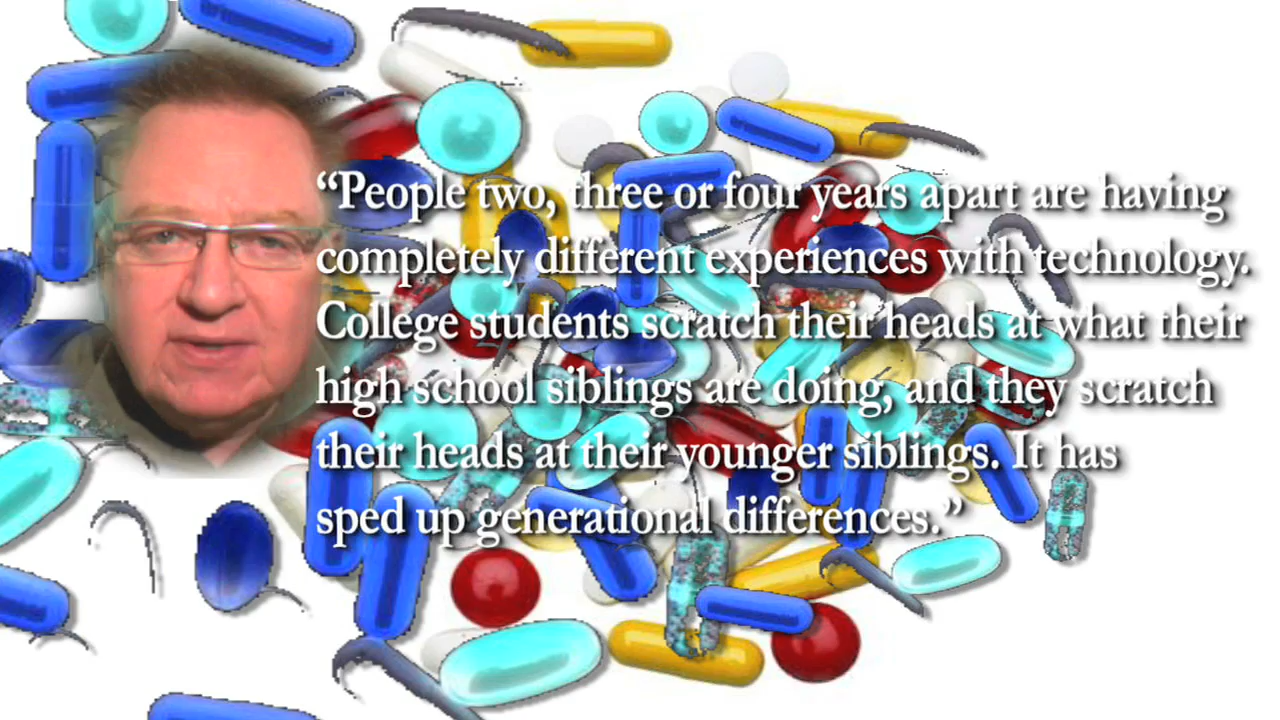 “People two, three or four years apart are having
completely different experiences with technology.
College students scratch their heads at what their
high school siblings are doing, and they scratch
their heads at their younger siblings. It has
sped up generational differences.”